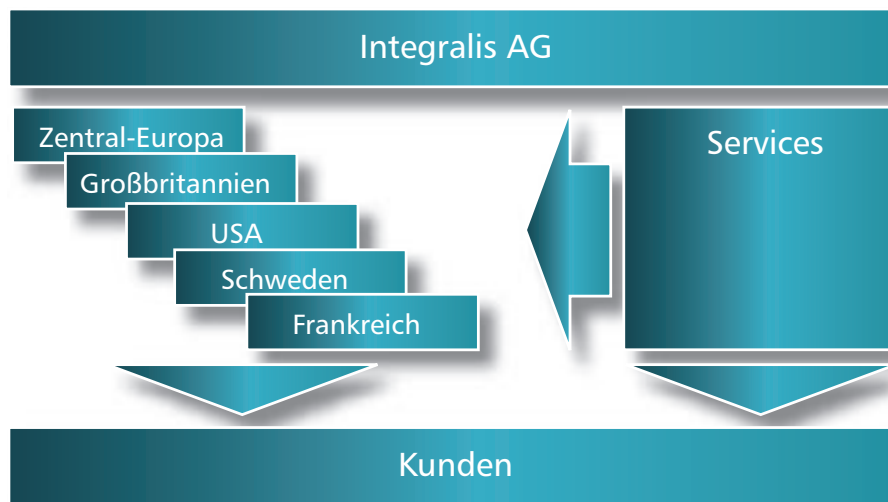 Integralis AG
Zentral-Europa
Großbritannien
USA
Schweden
Frankreich
Services
Kunden